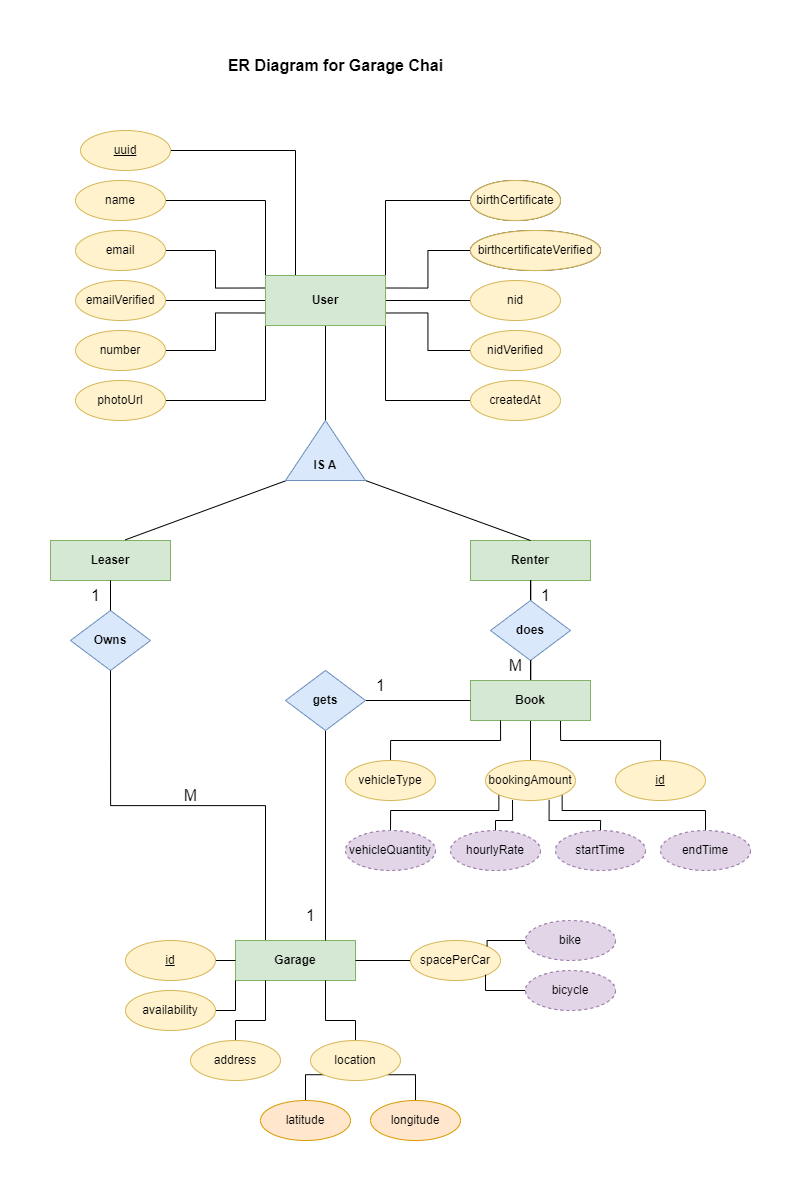 ER Diagram for Garage Chai
uuid
name
birthCertificate
email
birthcertificateVerified
emailVerified
User
nid
number
nidVerified
photoUrl
createdAt
IS A
Leaser
Renter
1
1
Owns
does
M
1
gets
Book
vehicleType
bookingAmount
id
M
vehicleQuantity
hourlyRate
startTime
endTime
1
id
Garage
spacePerCar
bike
bicycle
availability
address
location
latitude
longitude